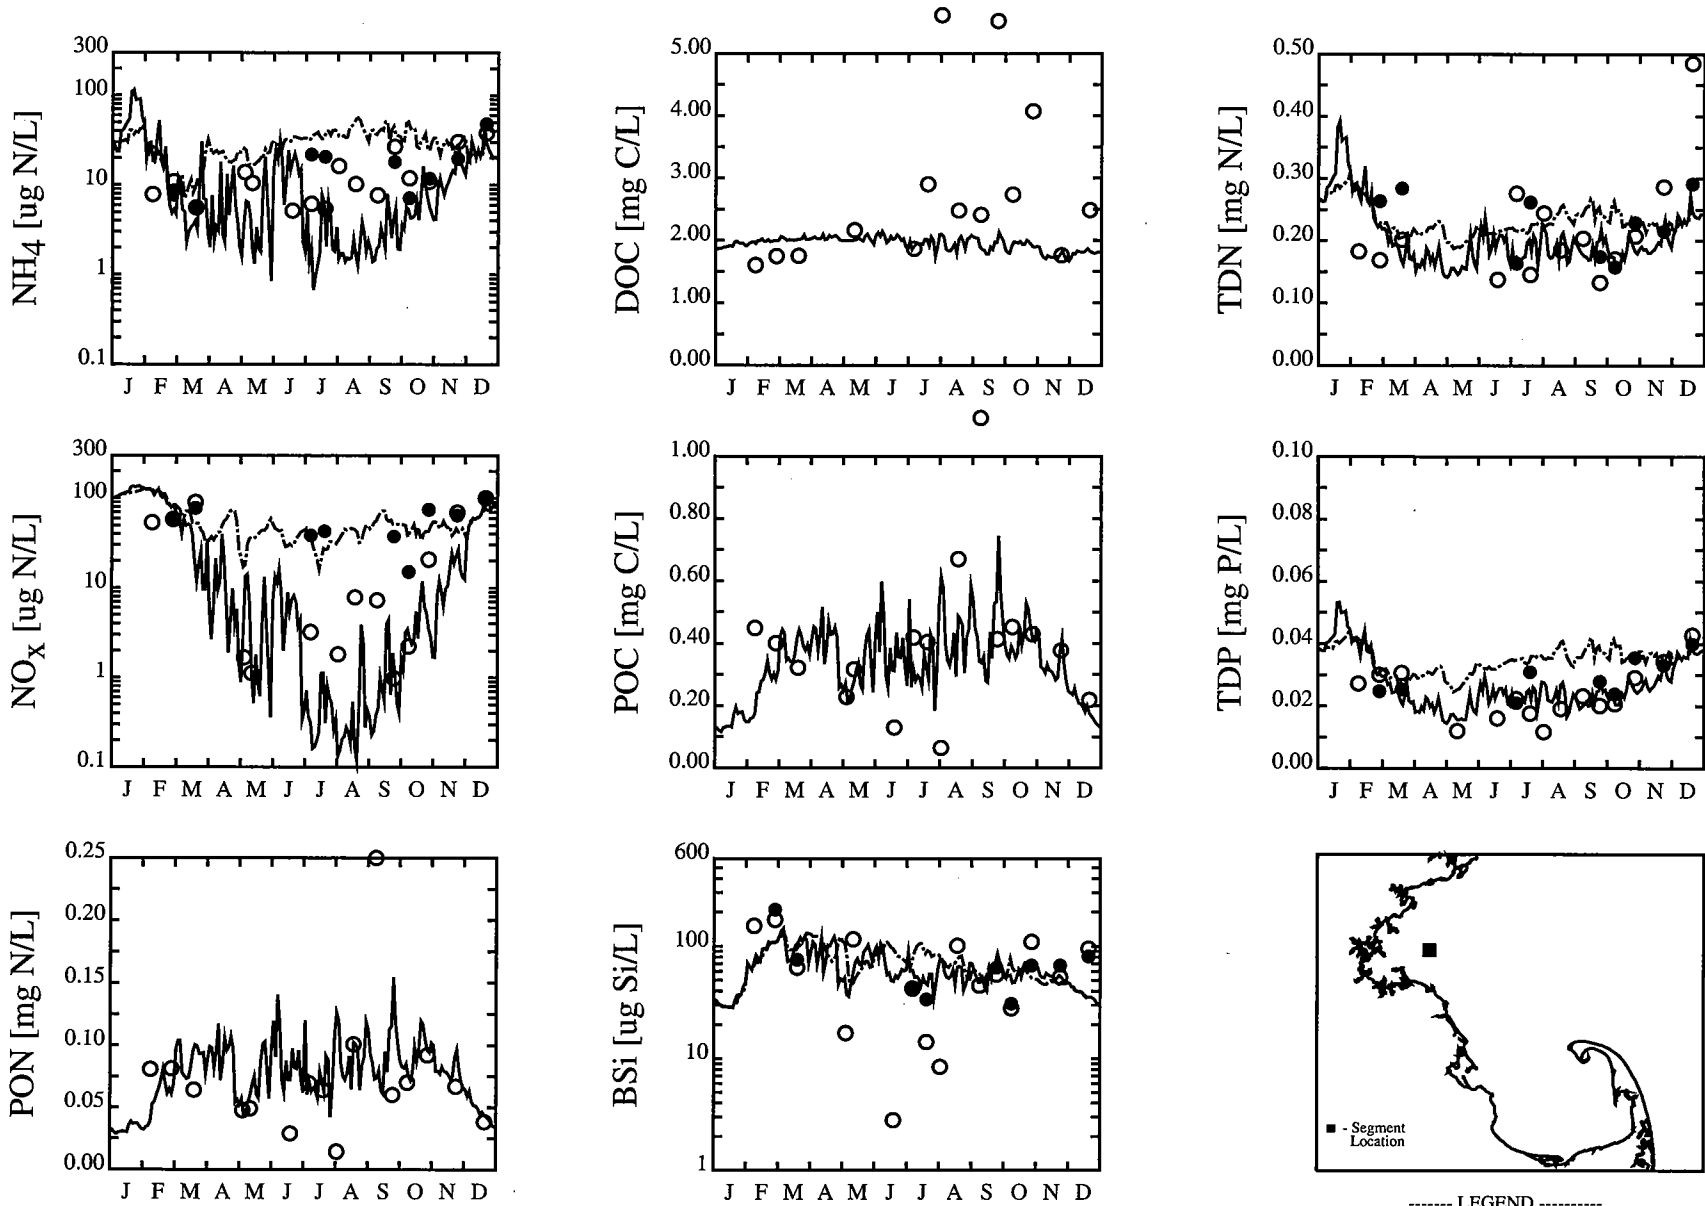 NH4 [ug N/L]
300
100
10
1
0.1
J F M A M J J A S O N D
DOC [mg C/L]
5.00
4.00
3.00
2.00
1.00
0.00
J F M A M J J A S O N D
TDN [mg N/L]
0.50
0.40
0.30
0.20
0.10
0.00
J F M A M J J A S O N D
NOX [ug N/L]
300
100
10
1
0.1
J F M A M J J A S O N D
POC [mg C/L]
1.00
0.80
0.60
0.40
0.20
0.00
J F M A M J J A S O N D
TDP [mg P/L]
0.10
0.08
0.06
0.04
0.02
0.00
J F M A M J J A S O N D
PON [mg N/L]
0.25
0.20
0.15
0.10
0.05
0.00
J F M A M J J A S O N D
BSi [ug Si/L]
600
100
10
1
J F M A M J J A S O N D
■ - Segment
Location
------- LEGEND ----------